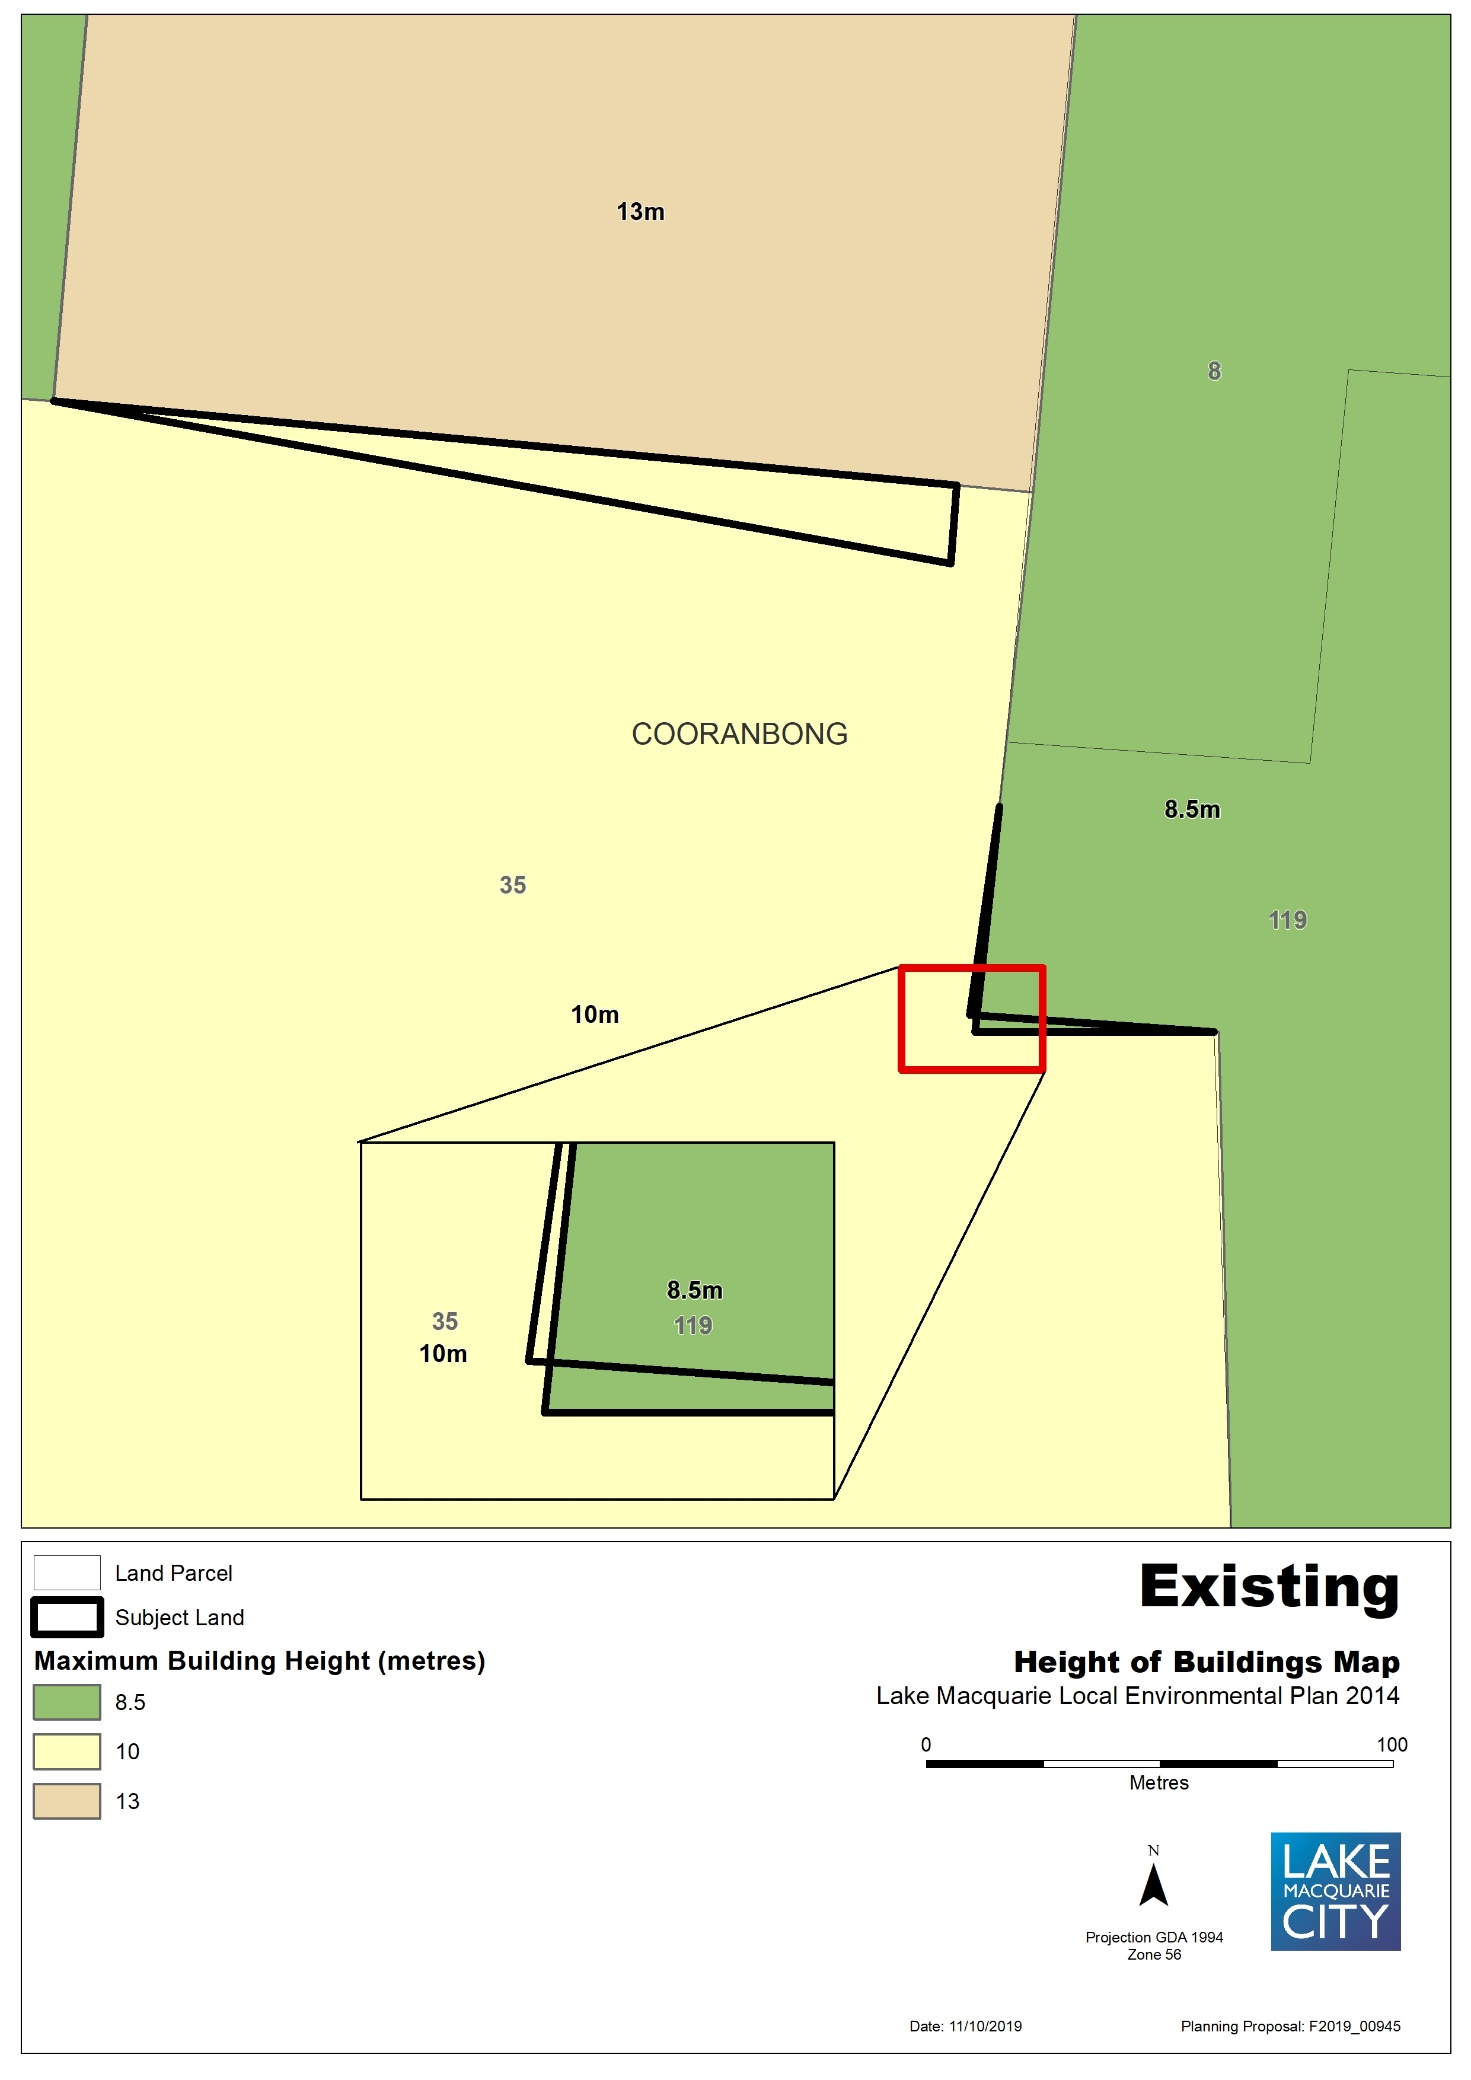 13m
8
COORANBONG
8.5m
35
119
10m
8.5m
119
35
10m
Land Parcel
Subject Land
Maximum Building Height (metres)
8.5
10
13
Existing
Height of Buildings Map
Lake Macquarie Local Environmental Plan 2014
0 100
Metres
N
Projection GDA 1994
Zone 56
LAKE
MACQUARIE
CITY
Date: 11/10/2019
Planning Proposal: F2019_00945